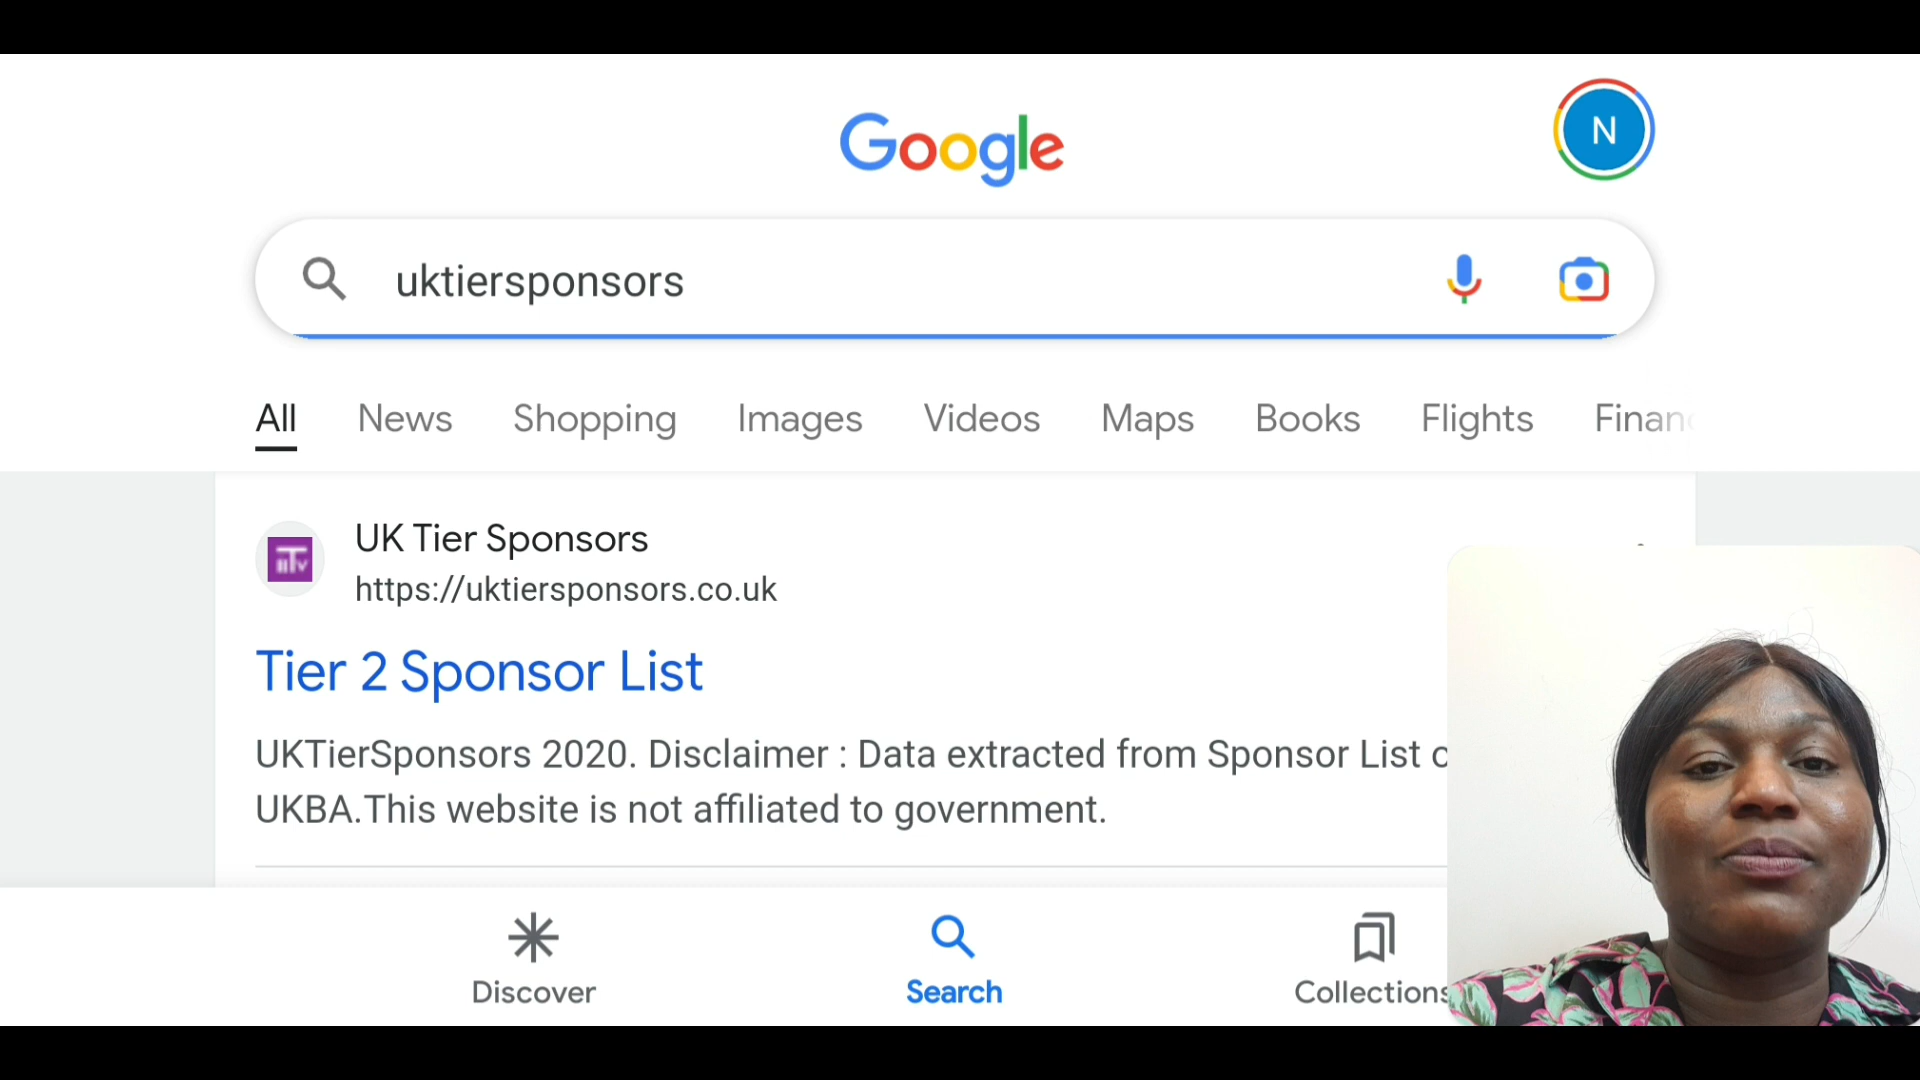 Google
N
uktiersponsors
All News Shopping Images Videos Maps Books Flights Financ
UK Tier Sponsors
https://uktiersponsors.co.uk
Tier 2 Sponsor List
UKTierSponsors 2020. Disclaimer : Data extracted from Sponsor List
UKBA.This website is not affiliated to government.
Discover Search Collections